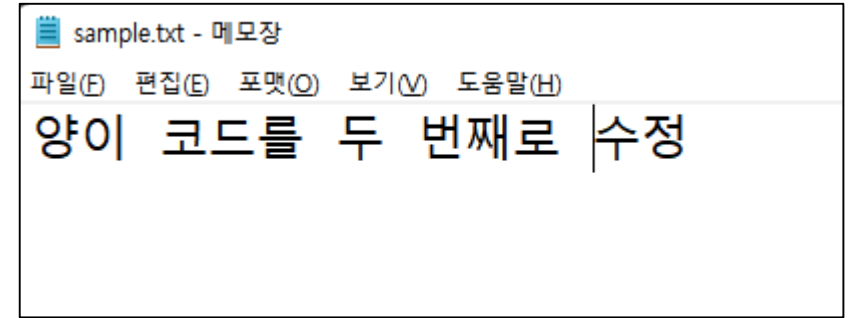 sample.txt - 메모장
파일(F) 편집(E) 포맷(O) 보기(V) 도움말(H)
양이 코드를 두 번째로 수정